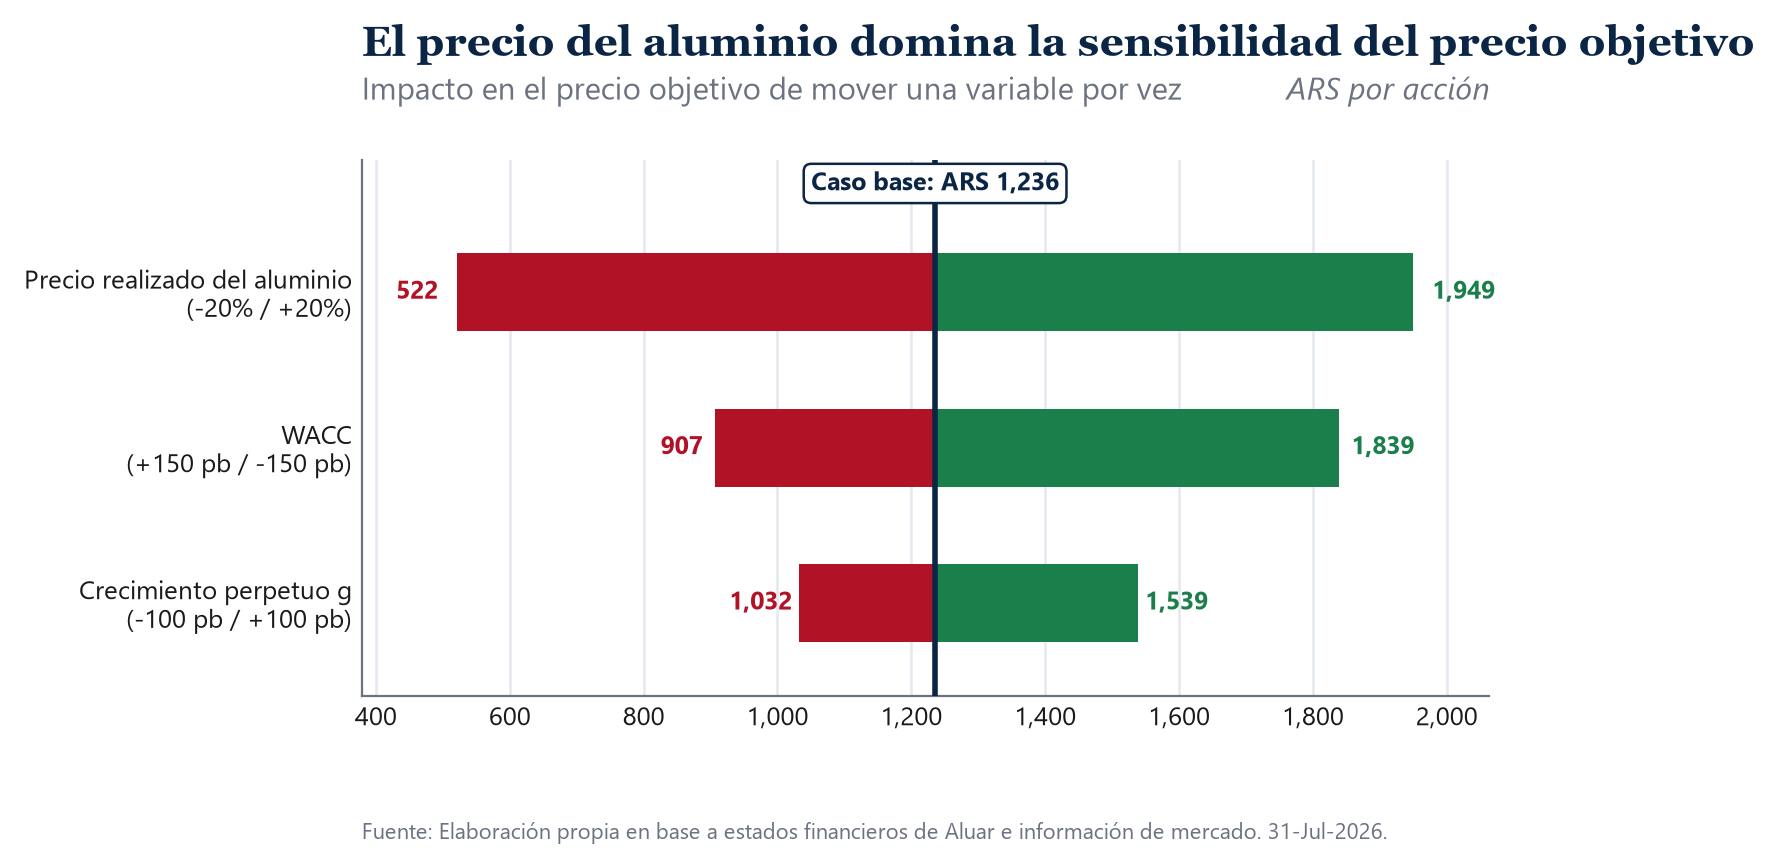 El precio del aluminio domina la sensibilidad del precio objetivo
Impacto en el precio objetivo de mover una variable por vez
ARS por acción
Caso base: ARS 1,236
Precio realizado del aluminio
(-20% / +20%)
522
1,949
WACC
(+150 pb / -150 pb)
907
1,839
Crecimiento perpetuo g
(-100 pb / +100 pb)
1,032
1,539
400 600 800 1,000 1,200 1,400 1,600 1,800 2,000
Fuente: Elaboración propia en base a estados financieros de Aluar e información de mercado. 31-Jul-2026.